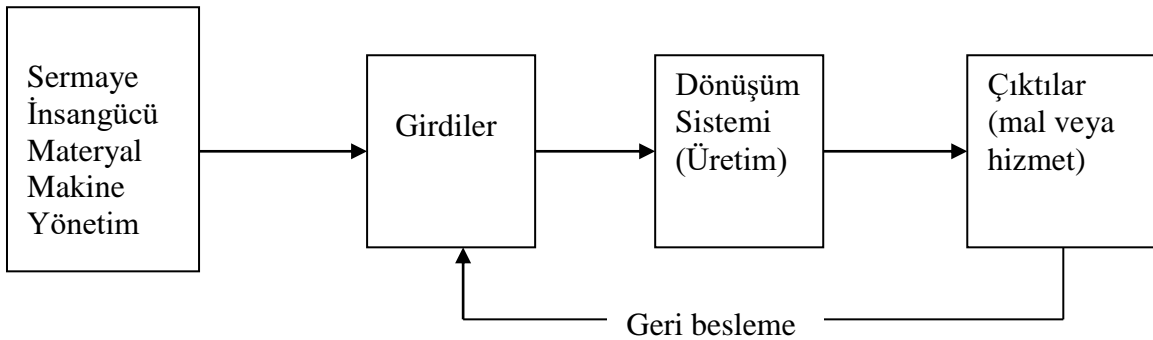 Sermaye
İnsangücü
Materyal
Makine
Yönetim
Girdiler
Dönüşüm
Sistemi
(Üretim)
Çıktılar
(mal veya
hizmet)
Geri besleme